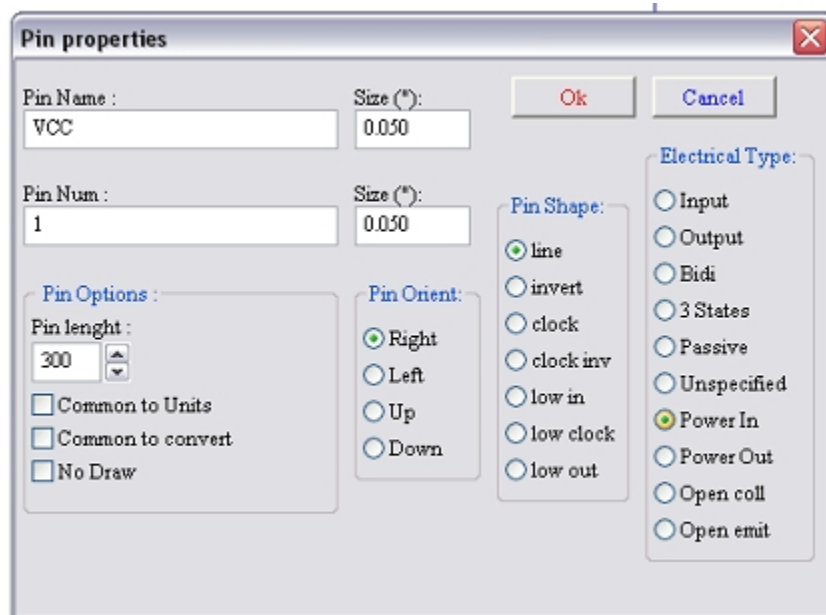 Pin properties
Pin Name :
VCC
Size (*):
0.050
Ok
Cancel
Pin Num :
1
Size (*):
0.050
Pin Options :
Pin lenght :
300
Common to Units
Common to convert
No Draw
Pin Orient:
Right
Left
Up
Down
Pin Shape:
line
invert
clock
clock inv
low in
low clock
low out
Electrical Type:
Input
Output
Bidi
3 States
Passive
Unspecified
Power In
Power Out
Open coll
Open emit